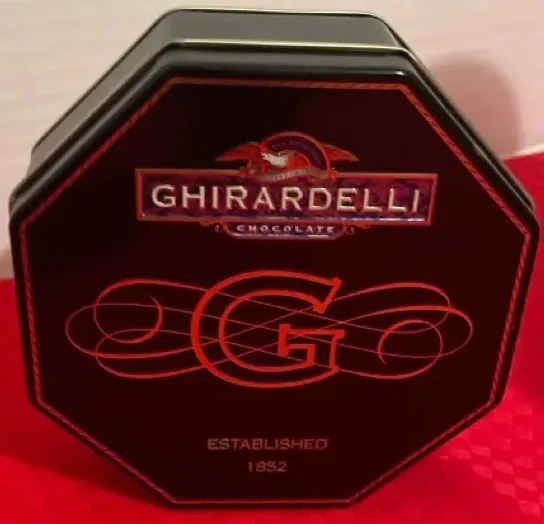 GHIRARDELLI
CHOCOLATE
G
ESTABLISHED
1852